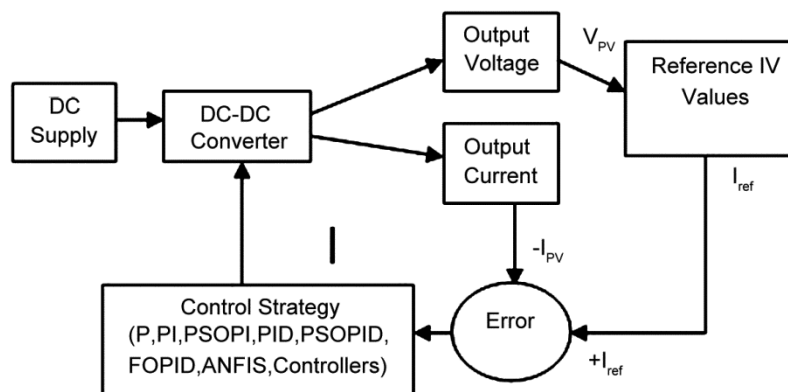 Output
Voltage
V_PV
Reference IV
Values
DC
Supply
DC-DC
Converter
Output
Current
I_ref
-I_PV
Control Strategy
(P,PI,PSOPI,PID,PSOPID,
FOPID,ANFIS,Controllers)
Error
+I_ref